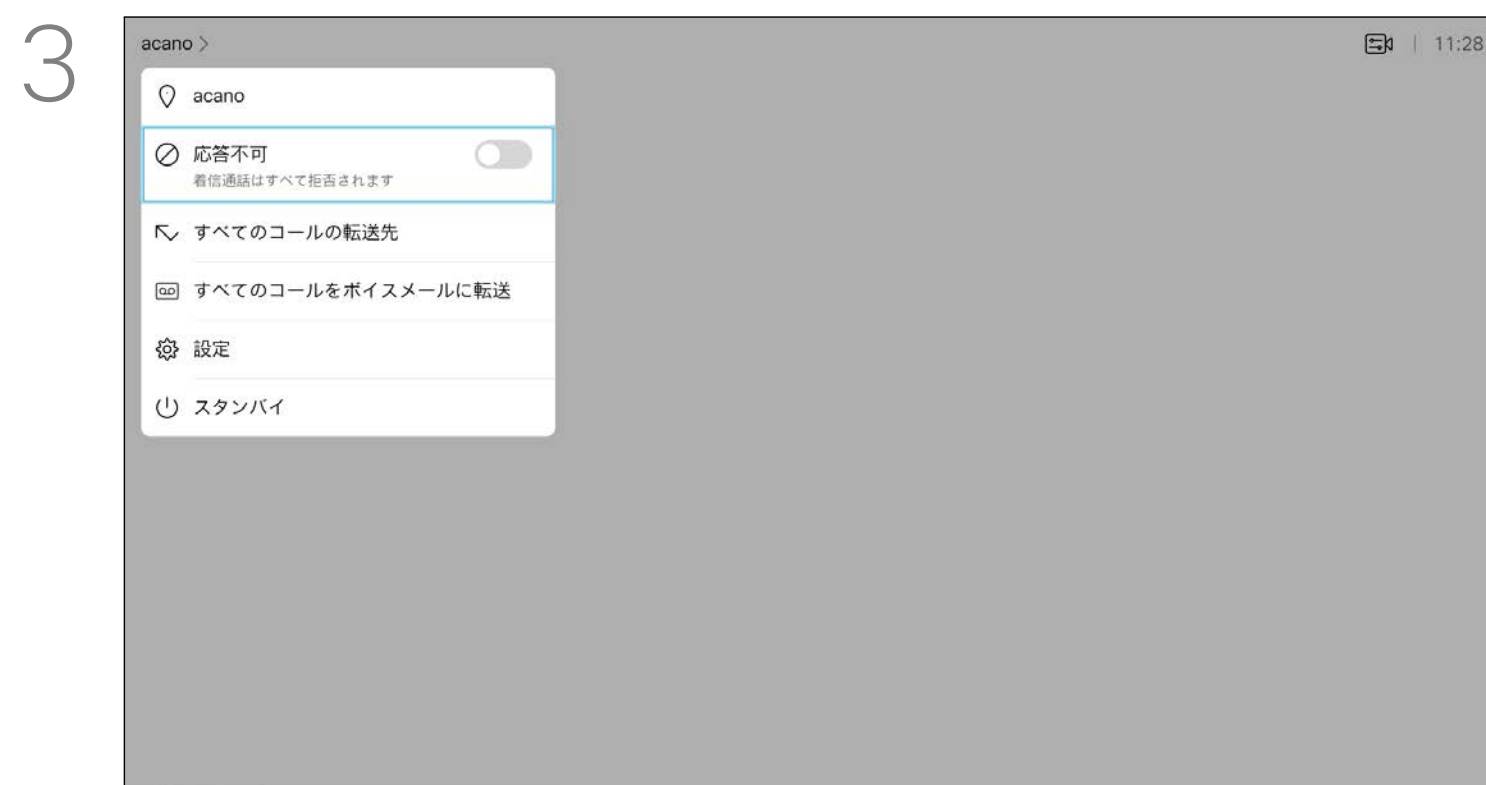 3
acano >
11:28
acano
応答不可
着信通話はすべて拒否されます
すべてのコールの転送先
すべてのコールをボイスメールに転送
設定
スタンバイ